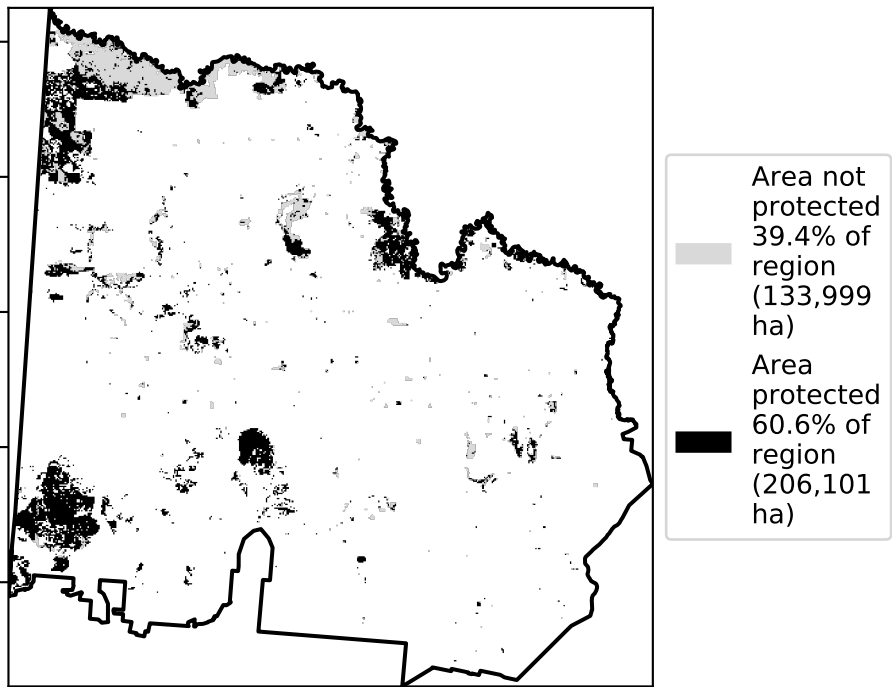 Area not
protected
39.4% of
region
(133,999
ha)
Area
protected
60.6% of
region
(206,101
ha)